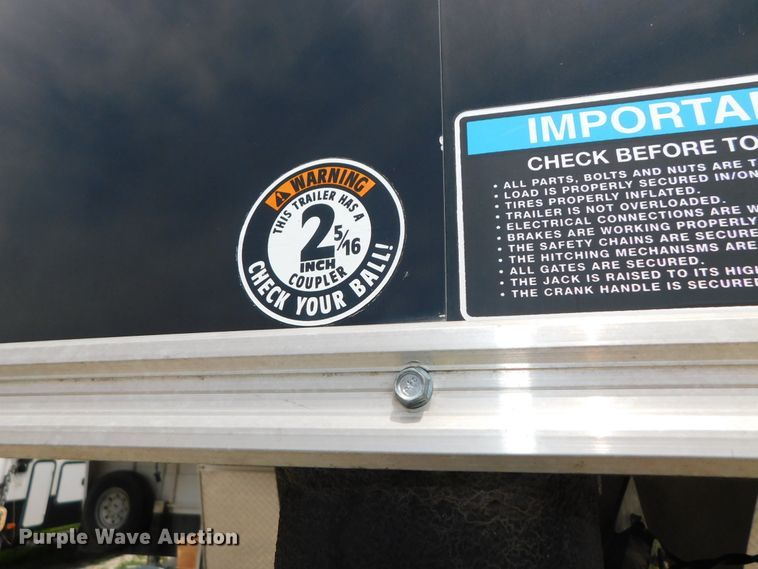 WARNING
THIS TRAILER HAS A
2 5/16
INCH
COUPLER
CHECK YOUR BALL!
IMPORTA
CHECK BEFORE TO
• ALL PARTS, BOLTS AND NUTS ARE T
• LOAD IS PROPERLY SECURED IN/ON
• TIRES PROPERLY INFLATED.
• TRAILER IS NOT OVERLOADED.
• ELECTRICAL CONNECTIONS ARE W
• BRAKES ARE WORKING PROPERLY
• THE SAFETY CHAINS ARE SECURE
• THE HITCHING MECHANISMS ARE
• ALL GATES ARE SECURED.
• THE JACK IS RAISED TO ITS HIG
• THE CRANK HANDLE IS SECURE
Purple Wave Auction